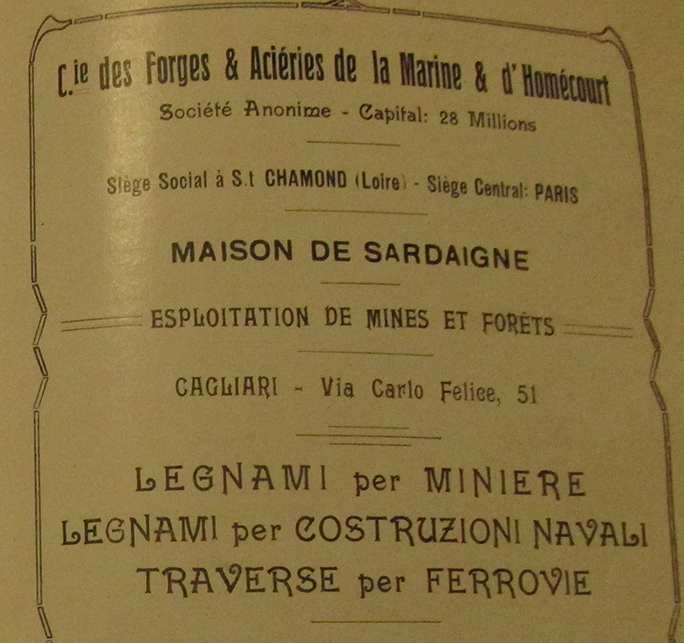 C.ie des Forges & Aciéries de la Marine & d'Homécourt
Société Anonime - Capital: 28 Millions
Siège Social à S.t CHAMOND (Loire) - Siège Central: PARIS
MAISON DE SARDAIGNE
ESPLOITATION DE MINES ET FORÊTS
CAGLIARI - Via Carlo Felice, 51
LEGNAMI per MINIERE
LEGNAMI per COSTRUZIONI NAVALI
TRAVERSE per FERROVIE